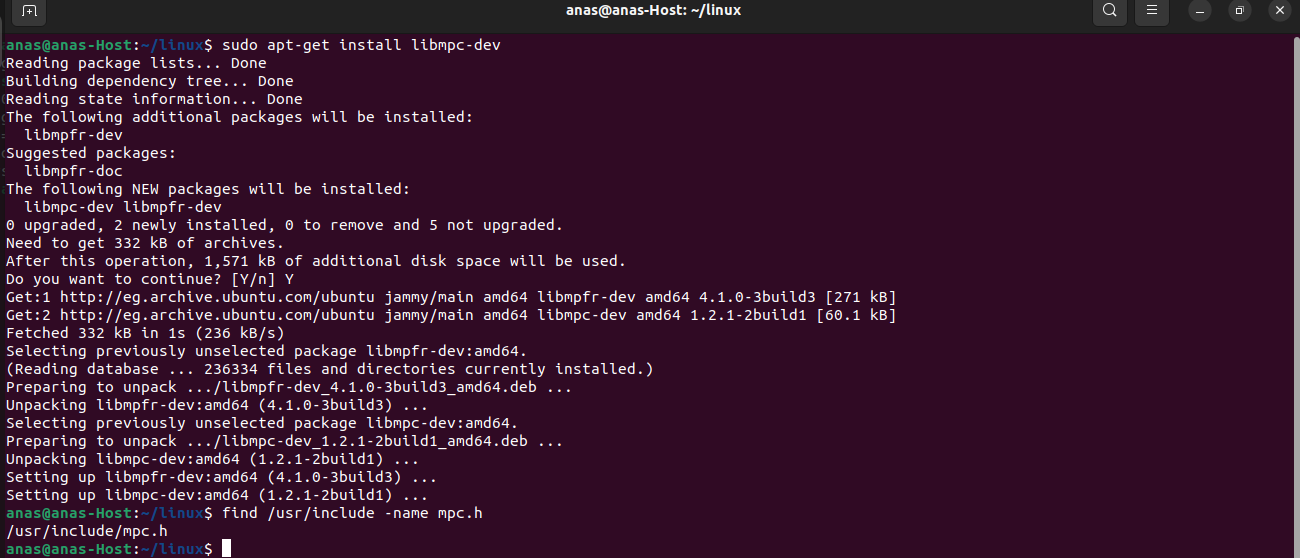 anas@anas-Host: ~/linux
anas@anas-Host:~/linux$ sudo apt-get install libmpc-dev
Reading package lists... Done
Building dependency tree... Done
Reading state information... Done
The following additional packages will be installed:
  libmpfr-dev
Suggested packages:
  libmpfr-doc
The following NEW packages will be installed:
  libmpc-dev libmpfr-dev
0 upgraded, 2 newly installed, 0 to remove and 5 not upgraded.
Need to get 332 kB of archives.
After this operation, 1,571 kB of additional disk space will be used.
Do you want to continue? [Y/n] Y
Get:1 http://eg.archive.ubuntu.com/ubuntu jammy/main amd64 libmpfr-dev amd64 4.1.0-3build3 [271 kB]
Get:2 http://eg.archive.ubuntu.com/ubuntu jammy/main amd64 libmpc-dev amd64 1.2.1-2build1 [60.1 kB]
Fetched 332 kB in 1s (236 kB/s)
Selecting previously unselected package libmpfr-dev:amd64.
(Reading database ... 236334 files and directories currently installed.)
Preparing to unpack .../libmpfr-dev_4.1.0-3build3_amd64.deb ...
Unpacking libmpfr-dev:amd64 (4.1.0-3build3) ...
Selecting previously unselected package libmpc-dev:amd64.
Preparing to unpack .../libmpc-dev_1.2.1-2build1_amd64.deb ...
Unpacking libmpc-dev:amd64 (1.2.1-2build1) ...
Setting up libmpfr-dev:amd64 (4.1.0-3build3) ...
Setting up libmpc-dev:amd64 (1.2.1-2build1) ...
anas@anas-Host:~/linux$ find /usr/include -name mpc.h
/usr/include/mpc.h
anas@anas-Host:~/linux$